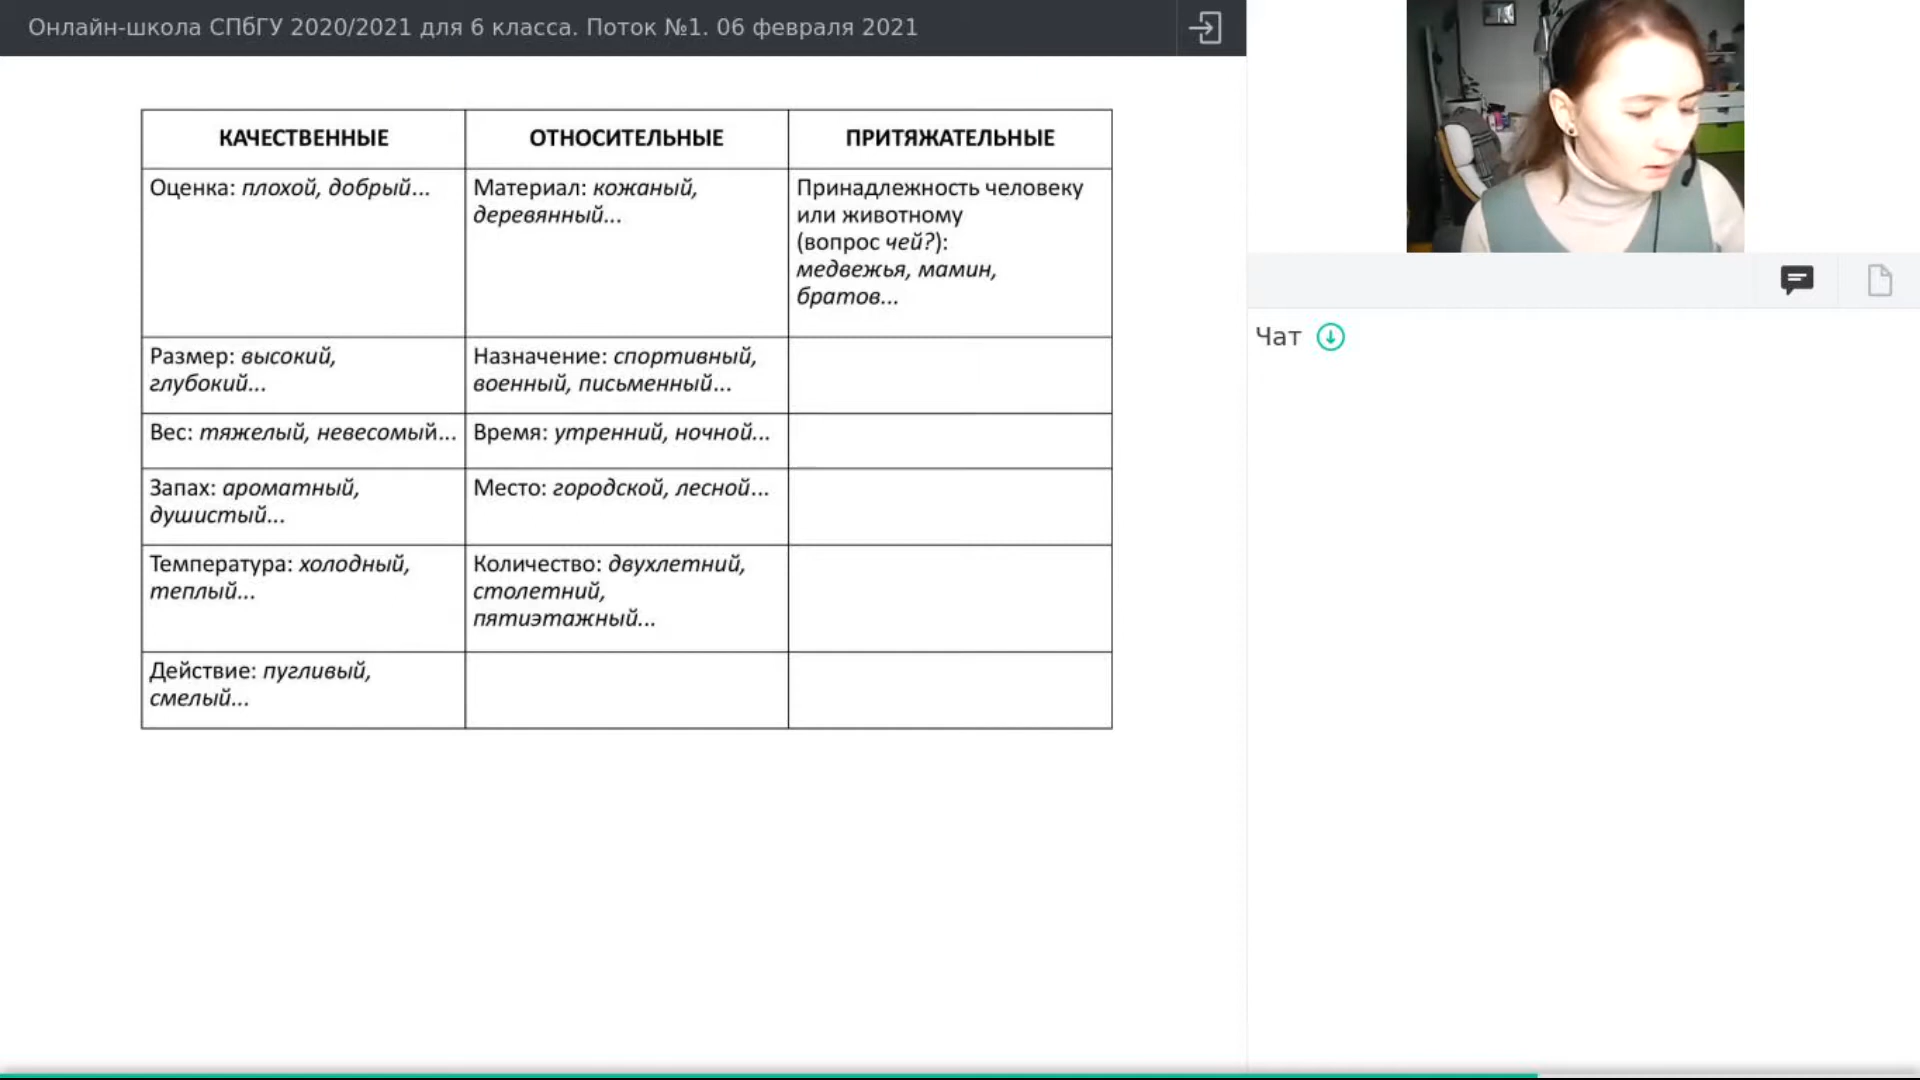 Онлайн-школа СПбГУ 2020/2021 для 6 класса. Поток №1. 06 февраля 2021
КАЧЕСТВЕННЫЕ
ОТНОСИТЕЛЬНЫЕ
ПРИТЯЖАТЕЛЬНЫЕ
Оценка: плохой, добрый...
Материал: кожаный,
деревянный...
Принадлежность человеку
или животному
(вопрос чей?):
медвежья, мамин,
братов...
Размер: высокий,
глубокий...
Назначение: спортивный,
военный, письменный...
Вес: тяжелый, невесомый...
Время: утренний, ночной...
Запах: ароматный,
душистый...
Место: городской, лесной...
Температура: холодный,
теплый...
Количество: двухлетний,
столетний,
пятиэтажный...
Действие: пугливый,
смелый...
Чат